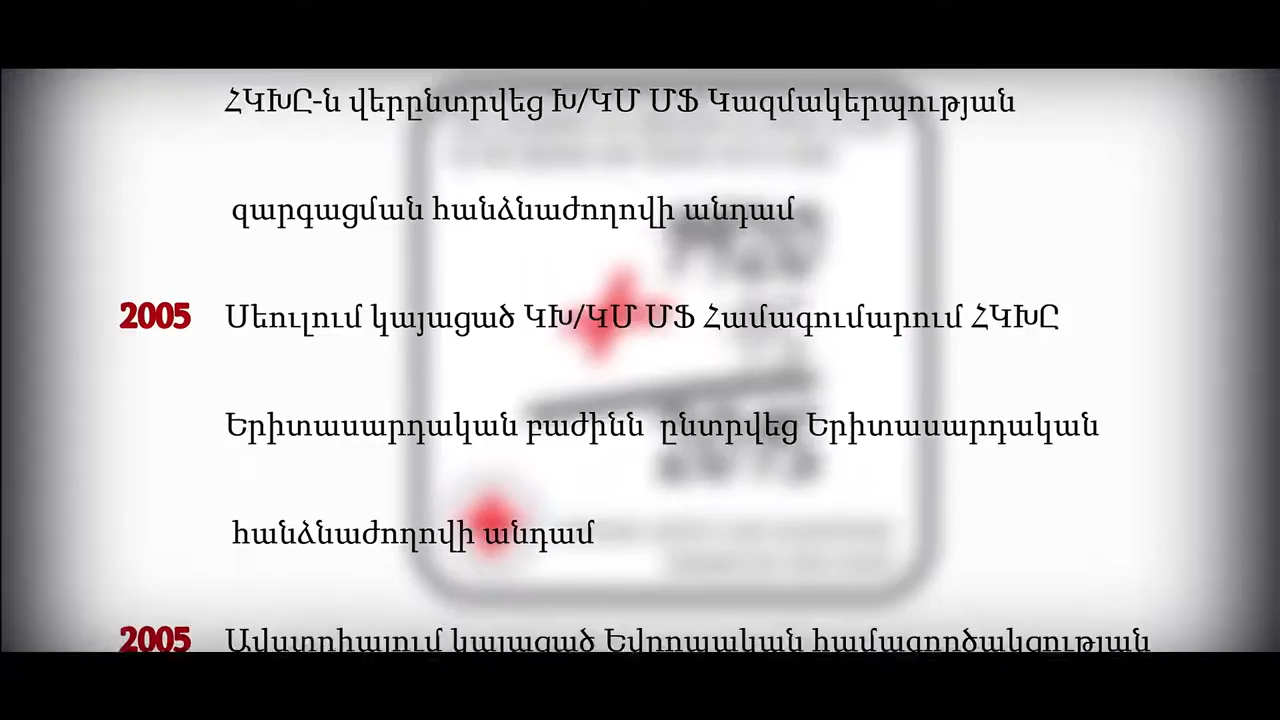 ՀԿԽԸ-ն վերընտրվեց Խ/ԿՄ ՄՖ Կազմակերպության
զարգացման հանձնաժողովի անդամ
2005 Սեուլում կայացած ԿԽ/ԿՄ ՄՖ Համագումարում ՀԿԽԸ
Երիտասարդական բաժինն ընտրվեց Երիտասարդական
հանձնաժողովի անդամ
2005 Ավստրիայում կայացած Եվրոպական համագործակցության